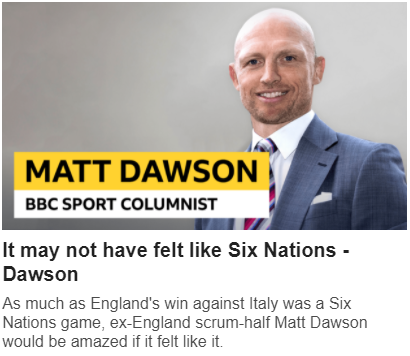 MATT DAWSON
BBC SPORT COLUMNIST
It may not have felt like Six Nations -
Dawson
As much as England's win against Italy was a Six
Nations game, ex-England scrum-half Matt Dawson
would be amazed if it felt like it.